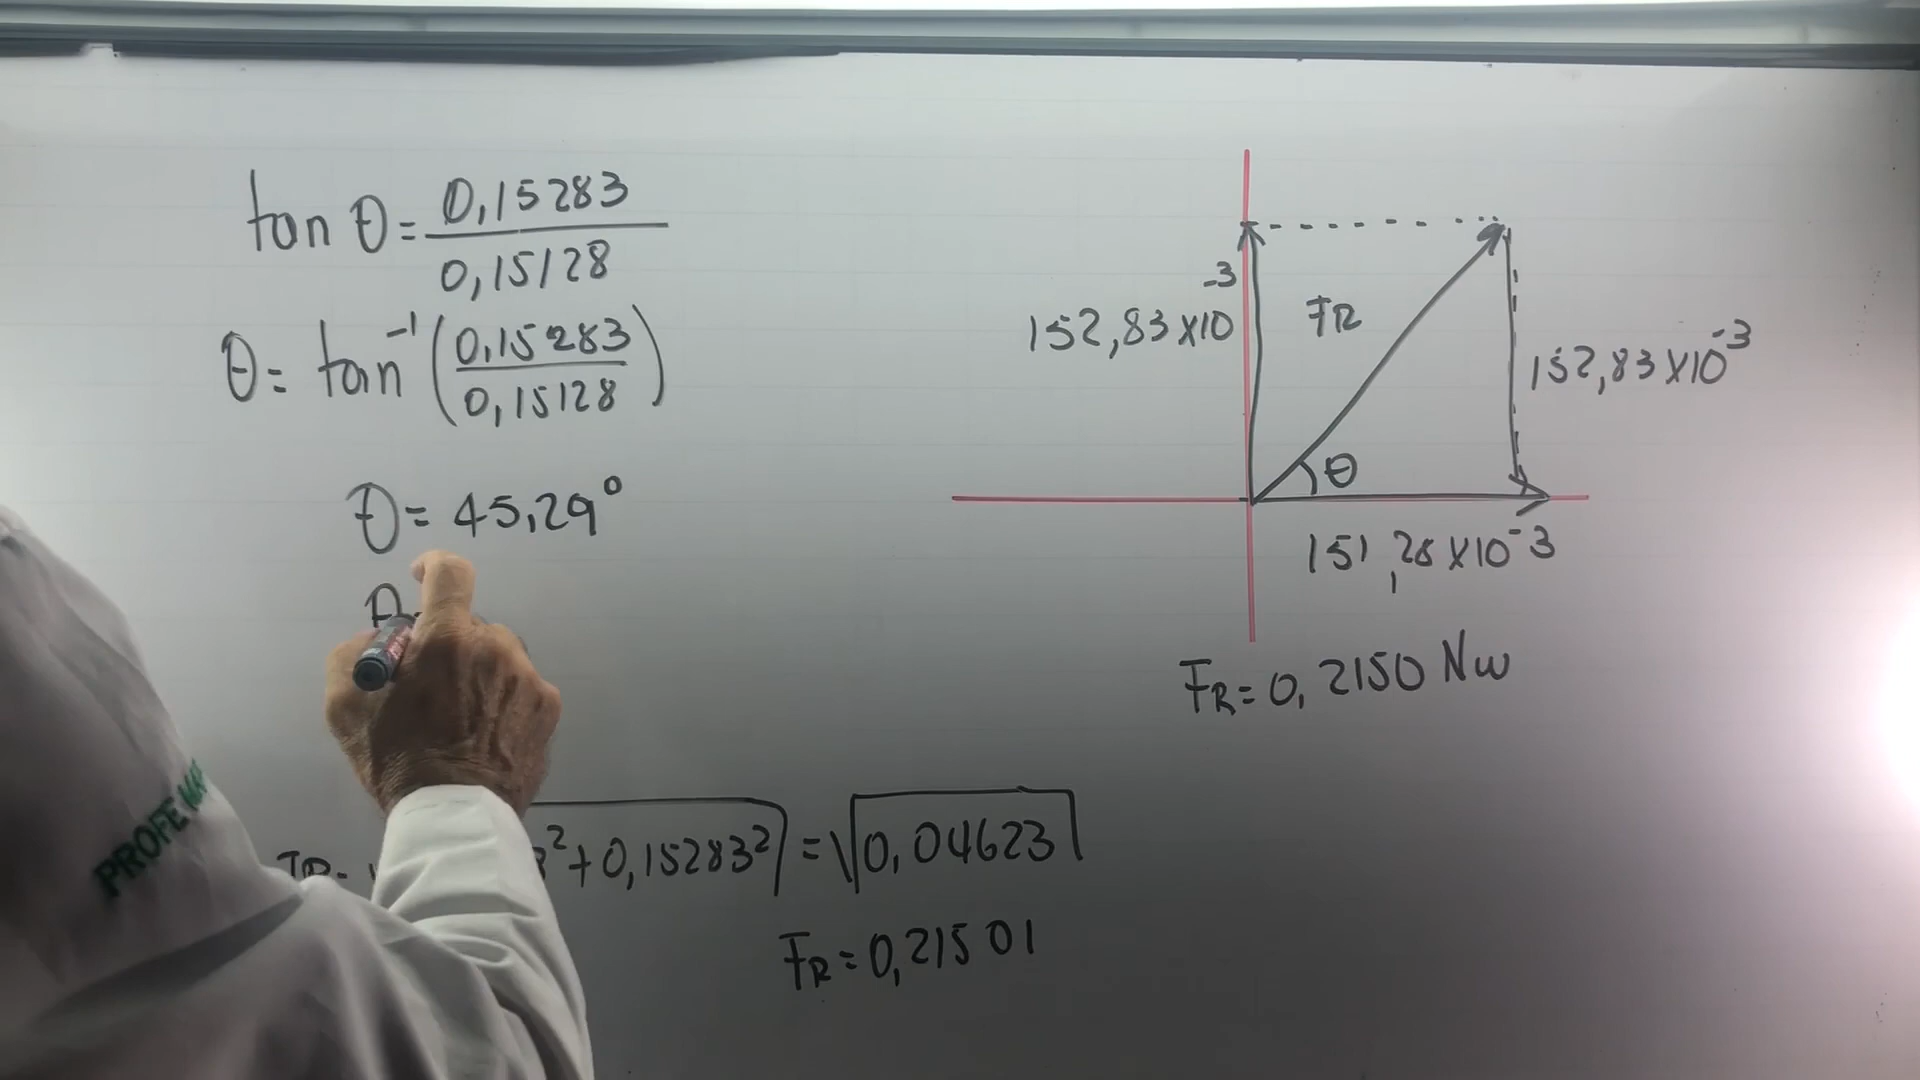 tan θ = 0,15283 / 0,15128
θ = tan⁻¹ (0,15283 / 0,15128)
θ = 45,29°
θ
152,83 x10⁻³
FR
152,83 x10⁻³
θ
151,28 x10⁻³
FR = 0, 2150 Nw
FR = ² + 0,15283² = √0,04623
FR = 0,21501
PROFE